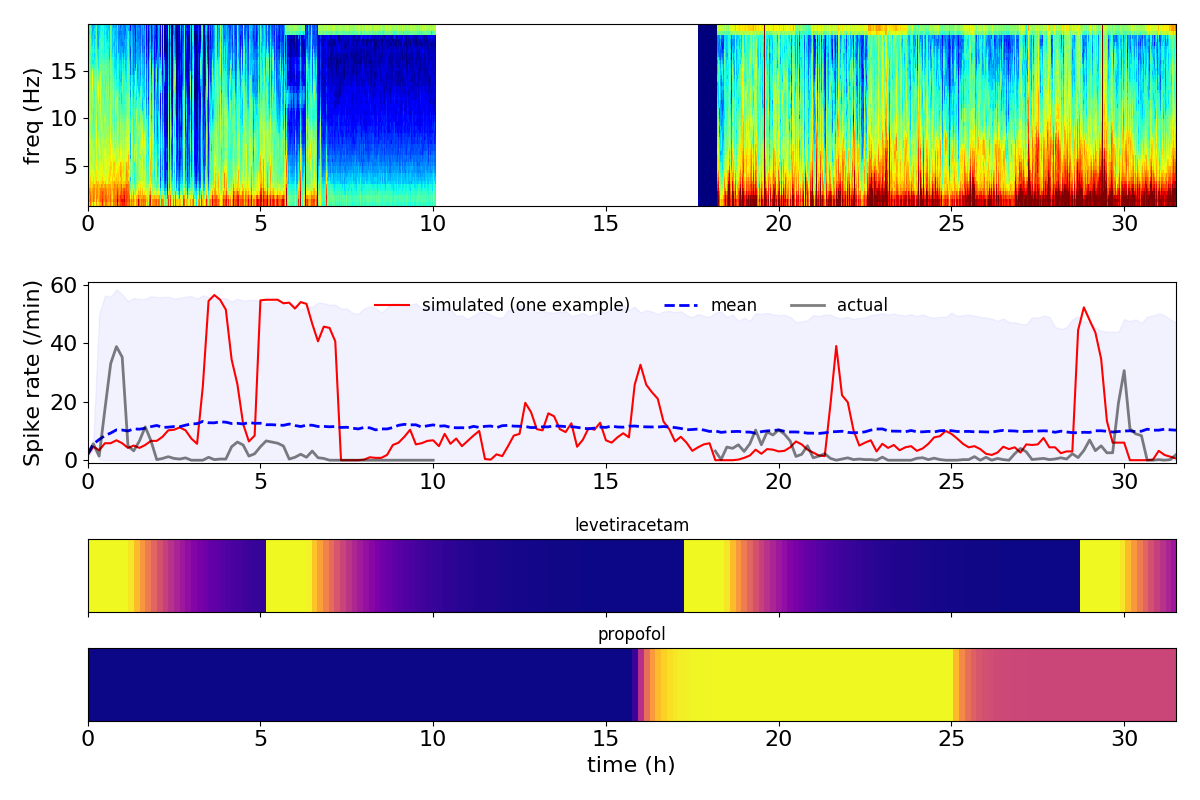 freq (Hz)
15
10
5
0 5 10 15 20 25 30
Spike rate (/min)
60
40
20
0
simulated (one example) mean actual
0 5 10 15 20 25 30
levetiracetam
propofol
0 5 10 15 20 25 30
time (h)